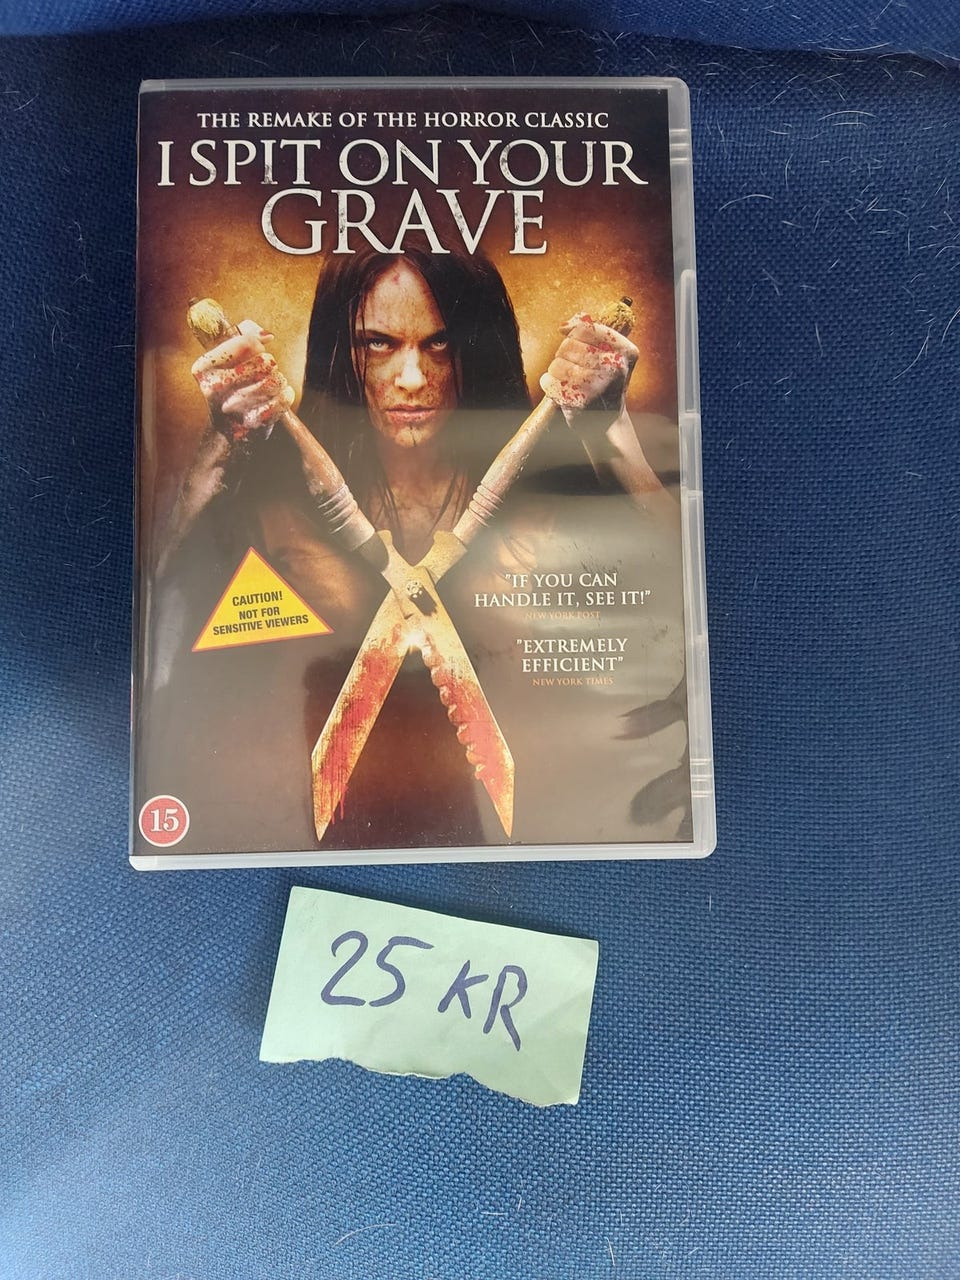 THE REMAKE OF THE HORROR CLASSIC
I SPIT ON YOUR
GRAVE
CAUTION!
NOT FOR
SENSITIVE VIEWERS
"IF YOU CAN
HANDLE IT, SEE IT!"
NEW YORK POST
"EXTREMELY
EFFICIENT"
NEW YORK TIMES
15
25 KR